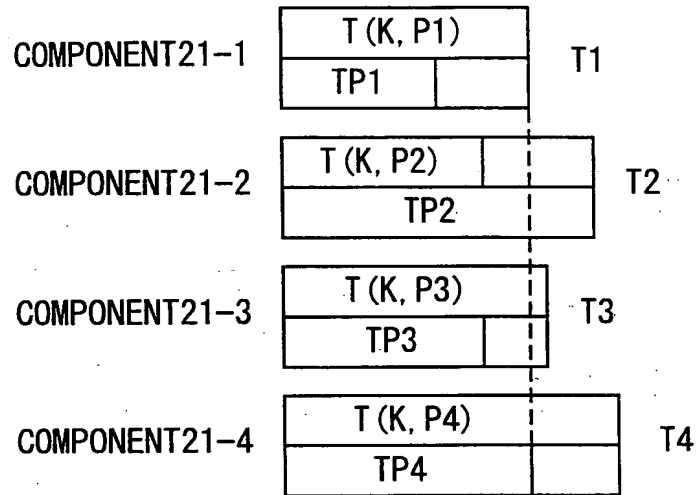 T(K, P1)
COMPONENT21-1
T1
TP1
T(K, P2)
COMPONENT21-2
T2
TP2
T(K, P3)
COMPONENT21-3
T3
TP3
T(K, P4)
COMPONENT21-4
T4
TP4